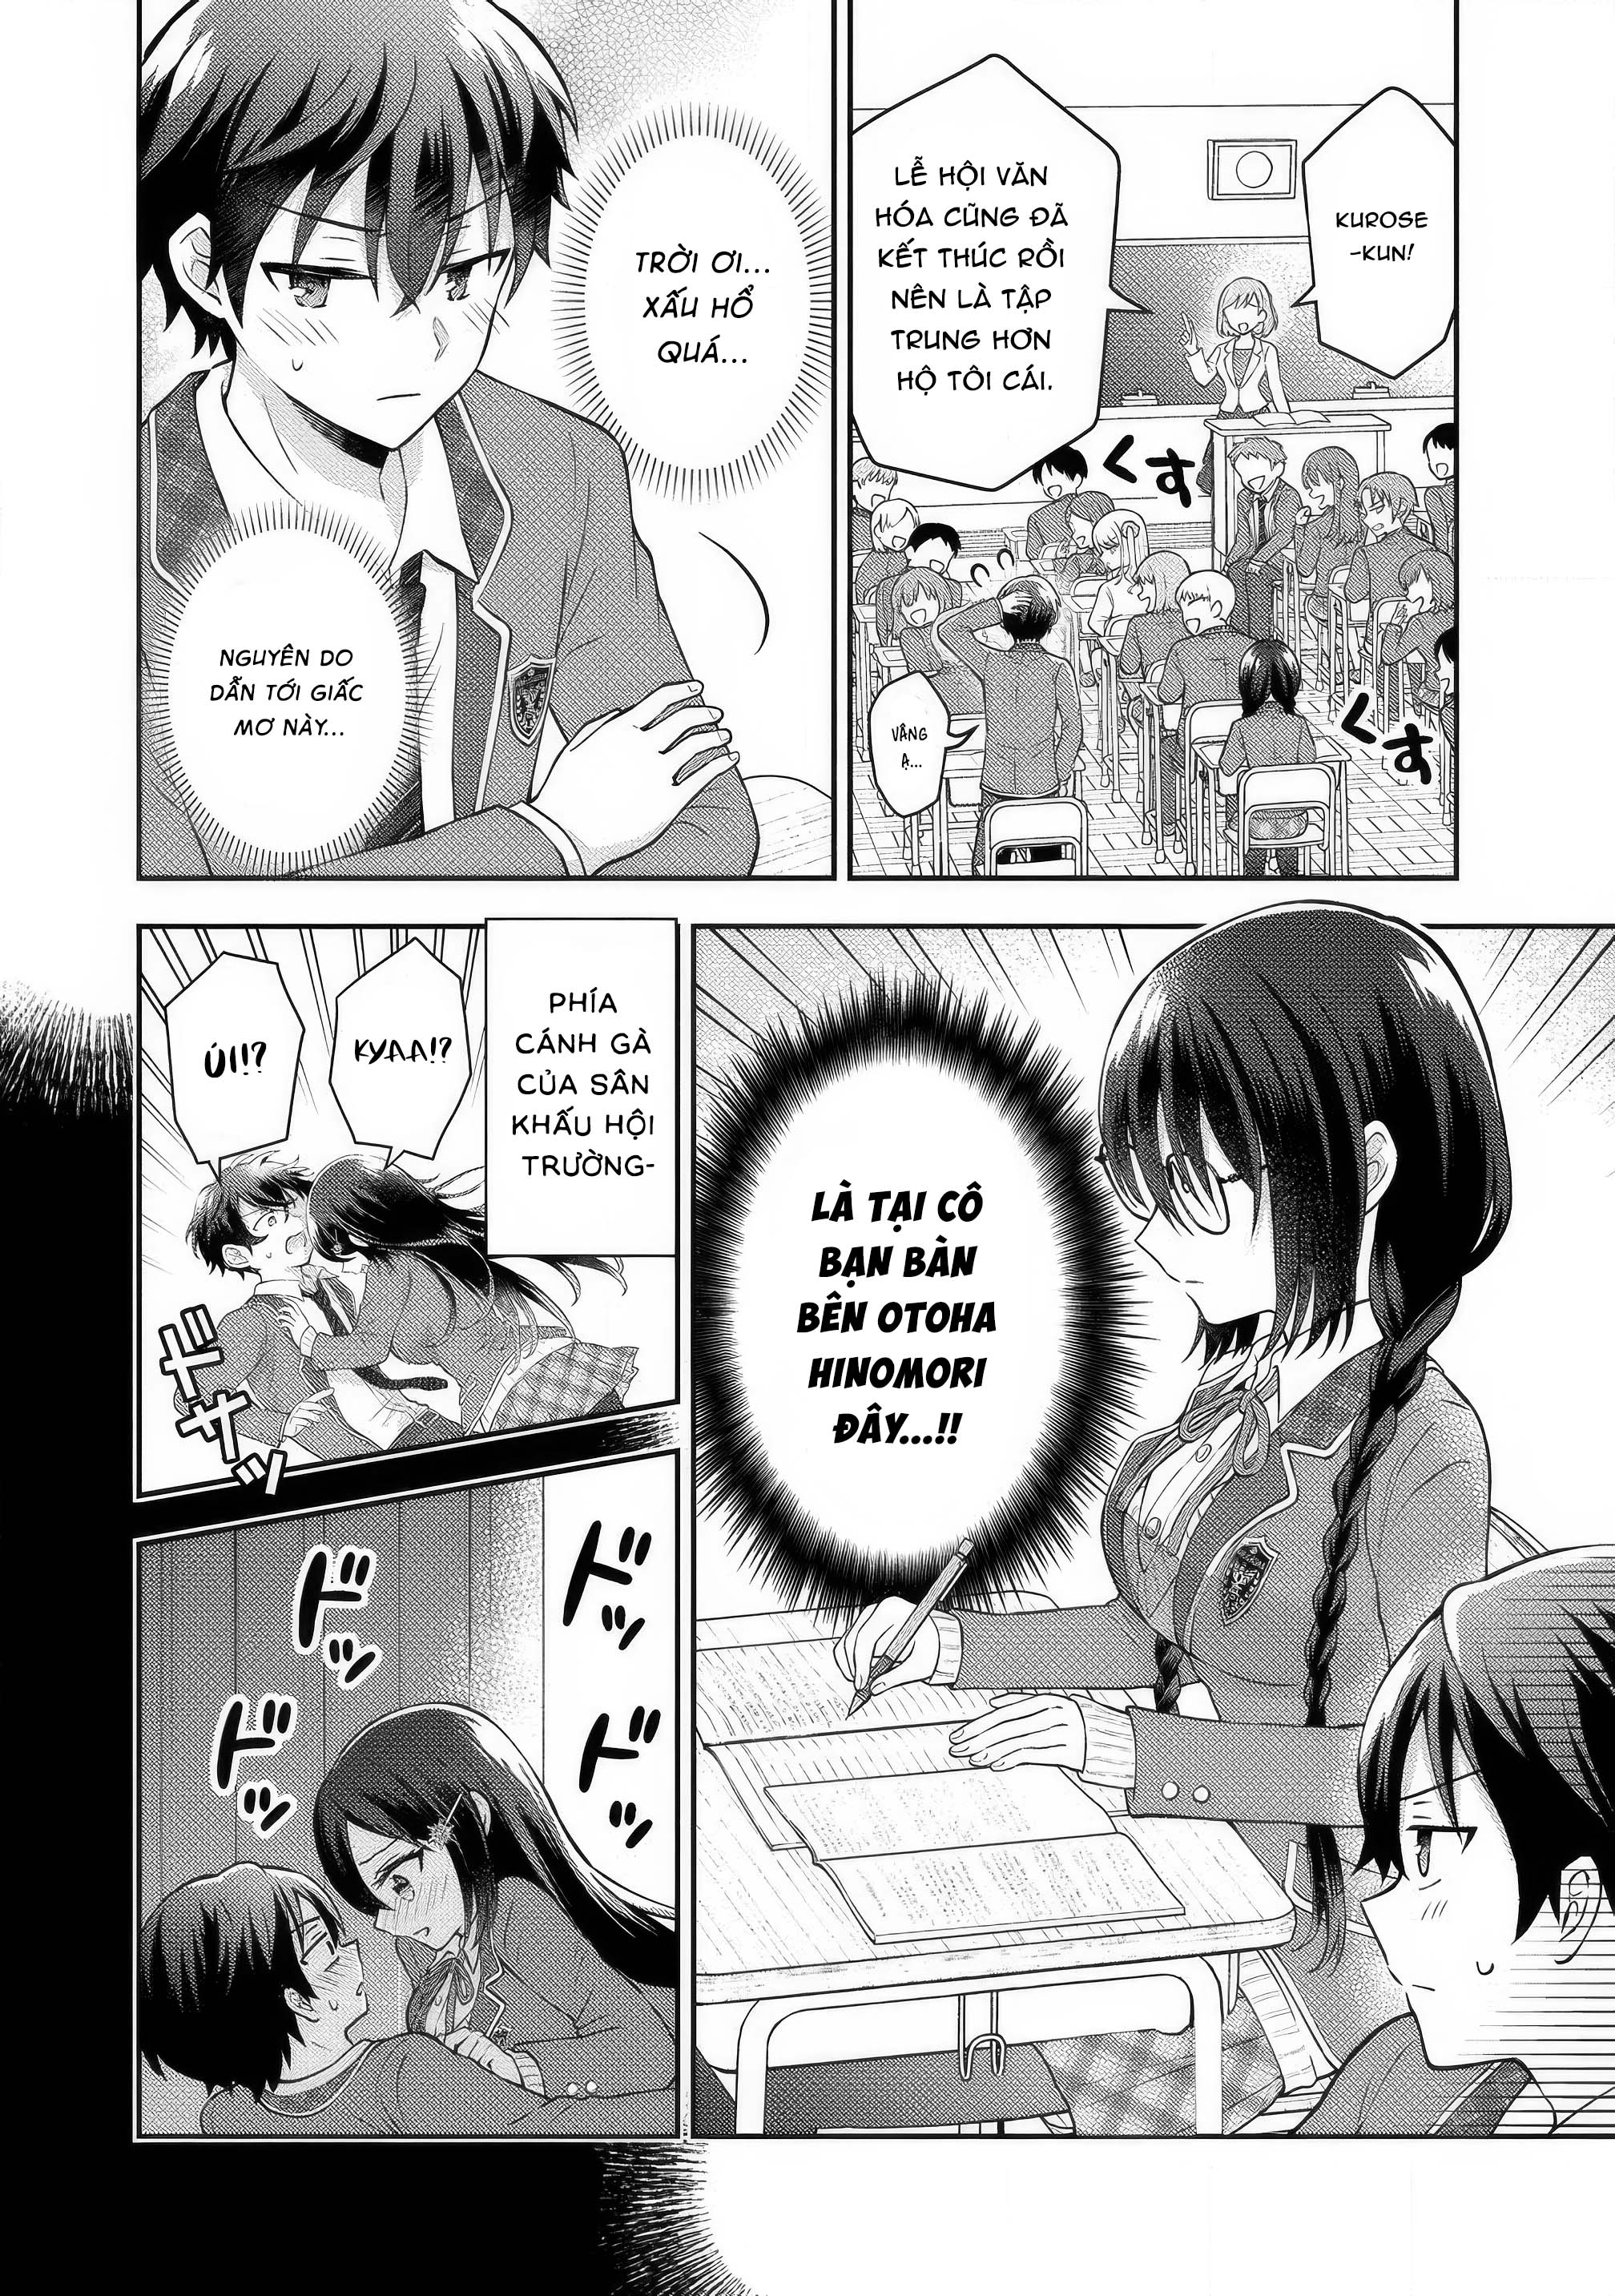 KUROSE
-KUN!
LỄ HỘI VĂN
HÓA CŨNG ĐÃ
KẾT THÚC RỒI
NÊN LÀ TẬP
TRUNG HƠN
HỘ TÔI CÁI.
くす
VÂNG
Ạ...
くす
TRỜI ƠI...
XẤU HỔ
QUÁ...
NGUYÊN DO
DẪN TỚI GIẤC
MƠ NÀY...
LÀ TẠI CÔ
BẠN BÀN
BÊN OTOHA
HINOMORI
ĐÂY...!!
PHÍA
CÁNH GÀ
CỦA SÂN
KHẤU HỘI
TRƯỜNG-
KYAA!?
ÚI!?
ドササッ
ドッ
ドッ
ドッ
ドッ